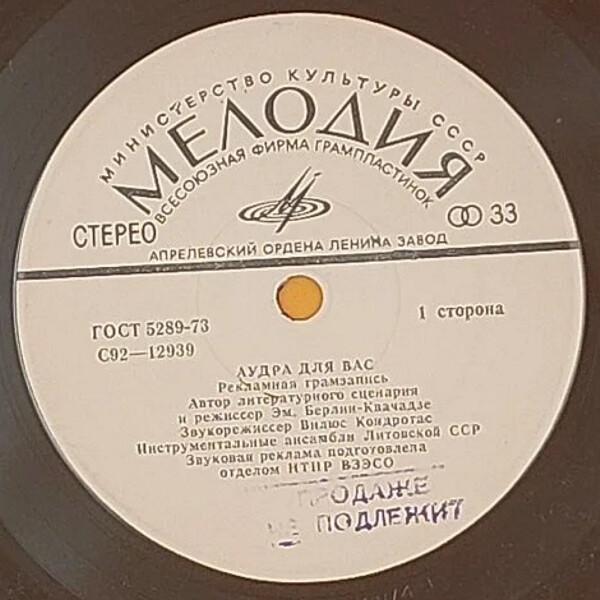 МИНИСТЕРСТВО КУЛЬТУРЫ СССР
МЕЛОДИЯ
ВСЕСОЮЗНАЯ ФИРМА ГРАМПЛАСТИНОК
СТЕРЕО
33
АПРЕЛЕВСКИЙ ОРДЕНА ЛЕНИНА ЗАВОД
ГОСТ 5289-73
1 сторона
С92—12939
АУДРА ДЛЯ ВАС
Рекламная грамзапись
Автор литературного сценария
и режиссер Эм. Берлин-Квачадзе
Звукорежиссер Вилюс Кондротас
Инструментальные ансамбли Литовской ССР
Звуковая реклама подготовлена
отделом НТПР ВЗЭСО
ПРОДАЖЕ
НЕ ПОДЛЕЖИТ